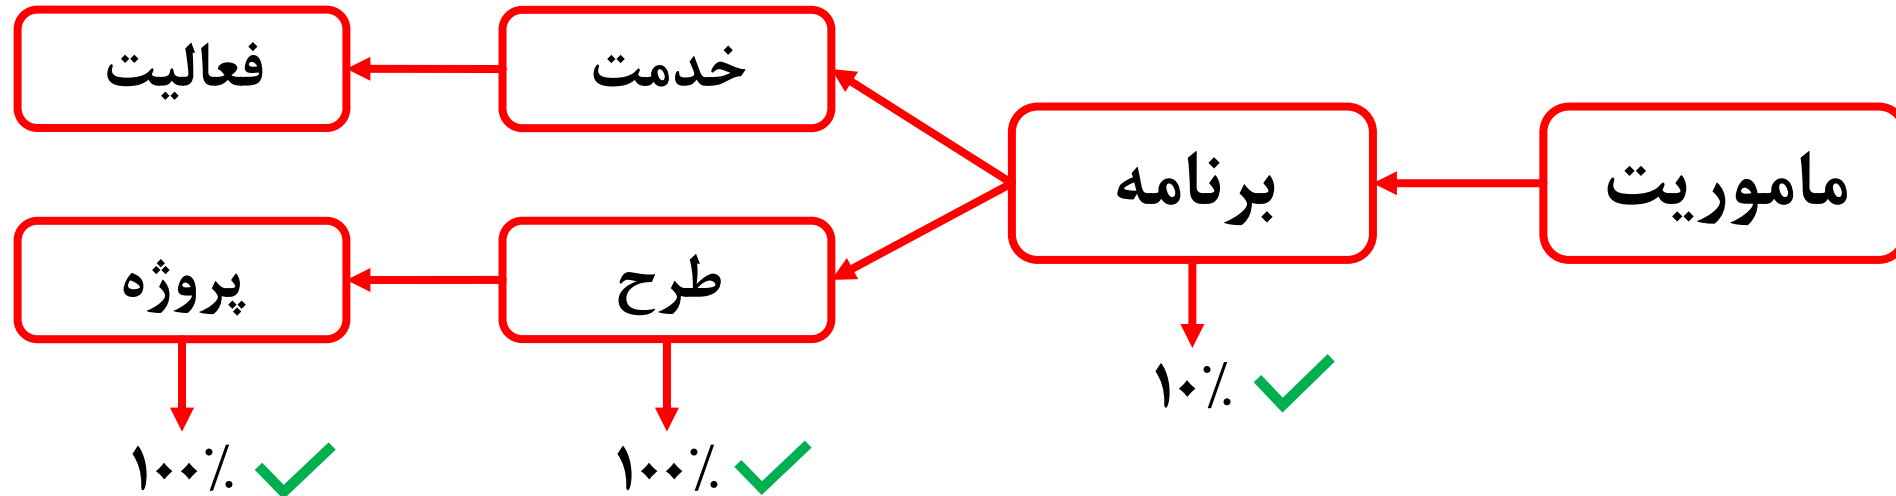 ماموریت
برنامه
۱۰٪
خدمت
فعالیت
طرح
پروژه
۱۰۰٪
۱۰۰٪